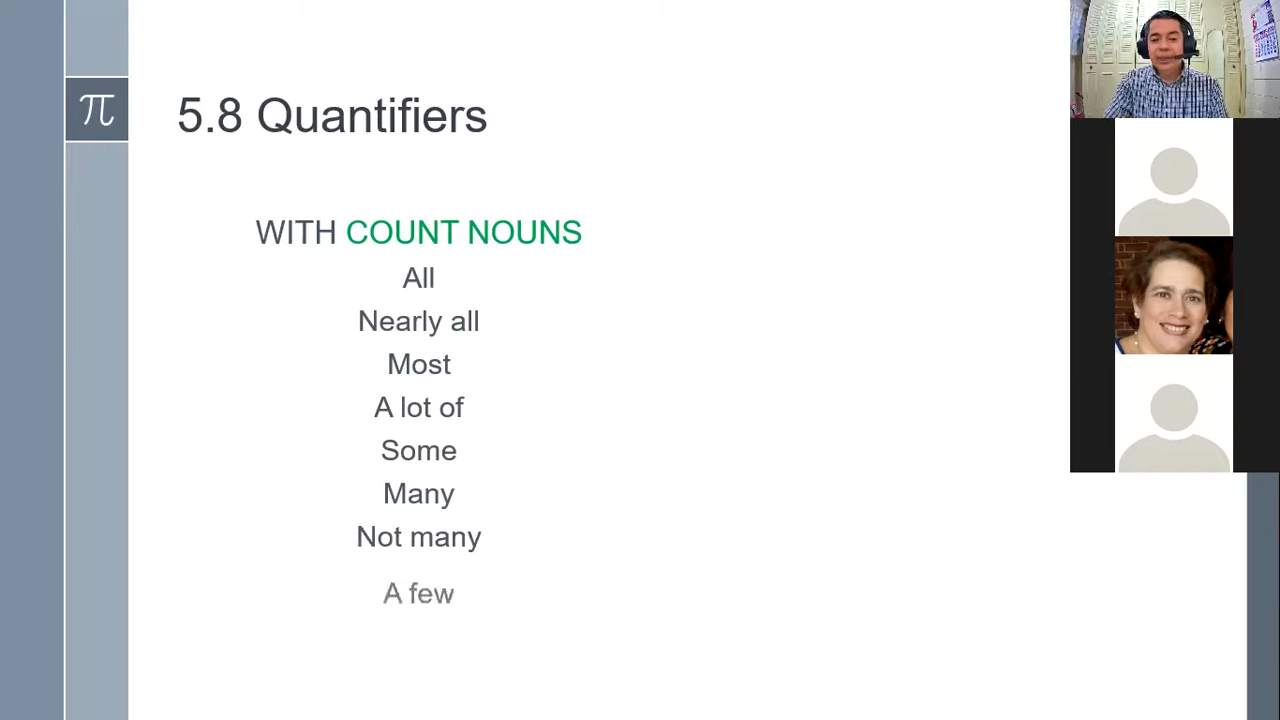 π
5.8 Quantifiers
WITH COUNT NOUNS
All
Nearly all
Most
A lot of
Some
Many
Not many
A few